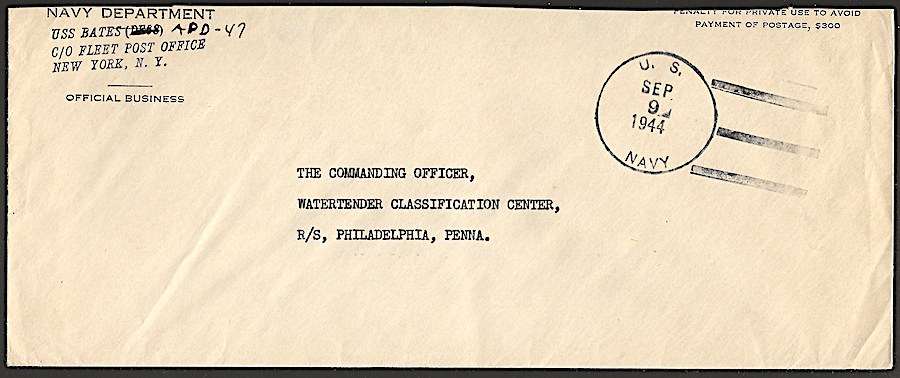 NAVY DEPARTMENT
USS BATES (DE68) APD-47
C/O FLEET POST OFFICE
NEW YORK, N. Y.
OFFICIAL BUSINESS
PENALTY FOR PRIVATE USE TO AVOID
PAYMENT OF POSTAGE, $300
U. S.
SEP
9
1944
NAVY
THE COMMANDING OFFICER,
WATERTENDER CLASSIFICATION CENTER,
R/S, PHILADELPHIA, PENNA.